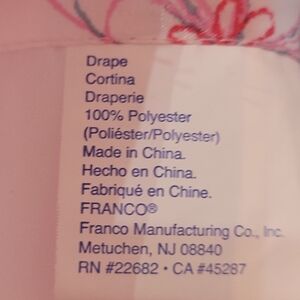 Drape
Cortina
Draperie
100% Polyester
(Poliéster/Polyester)
Made in China.
Hecho en China.
Fabriqué en Chine.
FRANCO®
Franco Manufacturing Co., Inc.
Metuchen, NJ 08840
RN #22682 • CA #45287